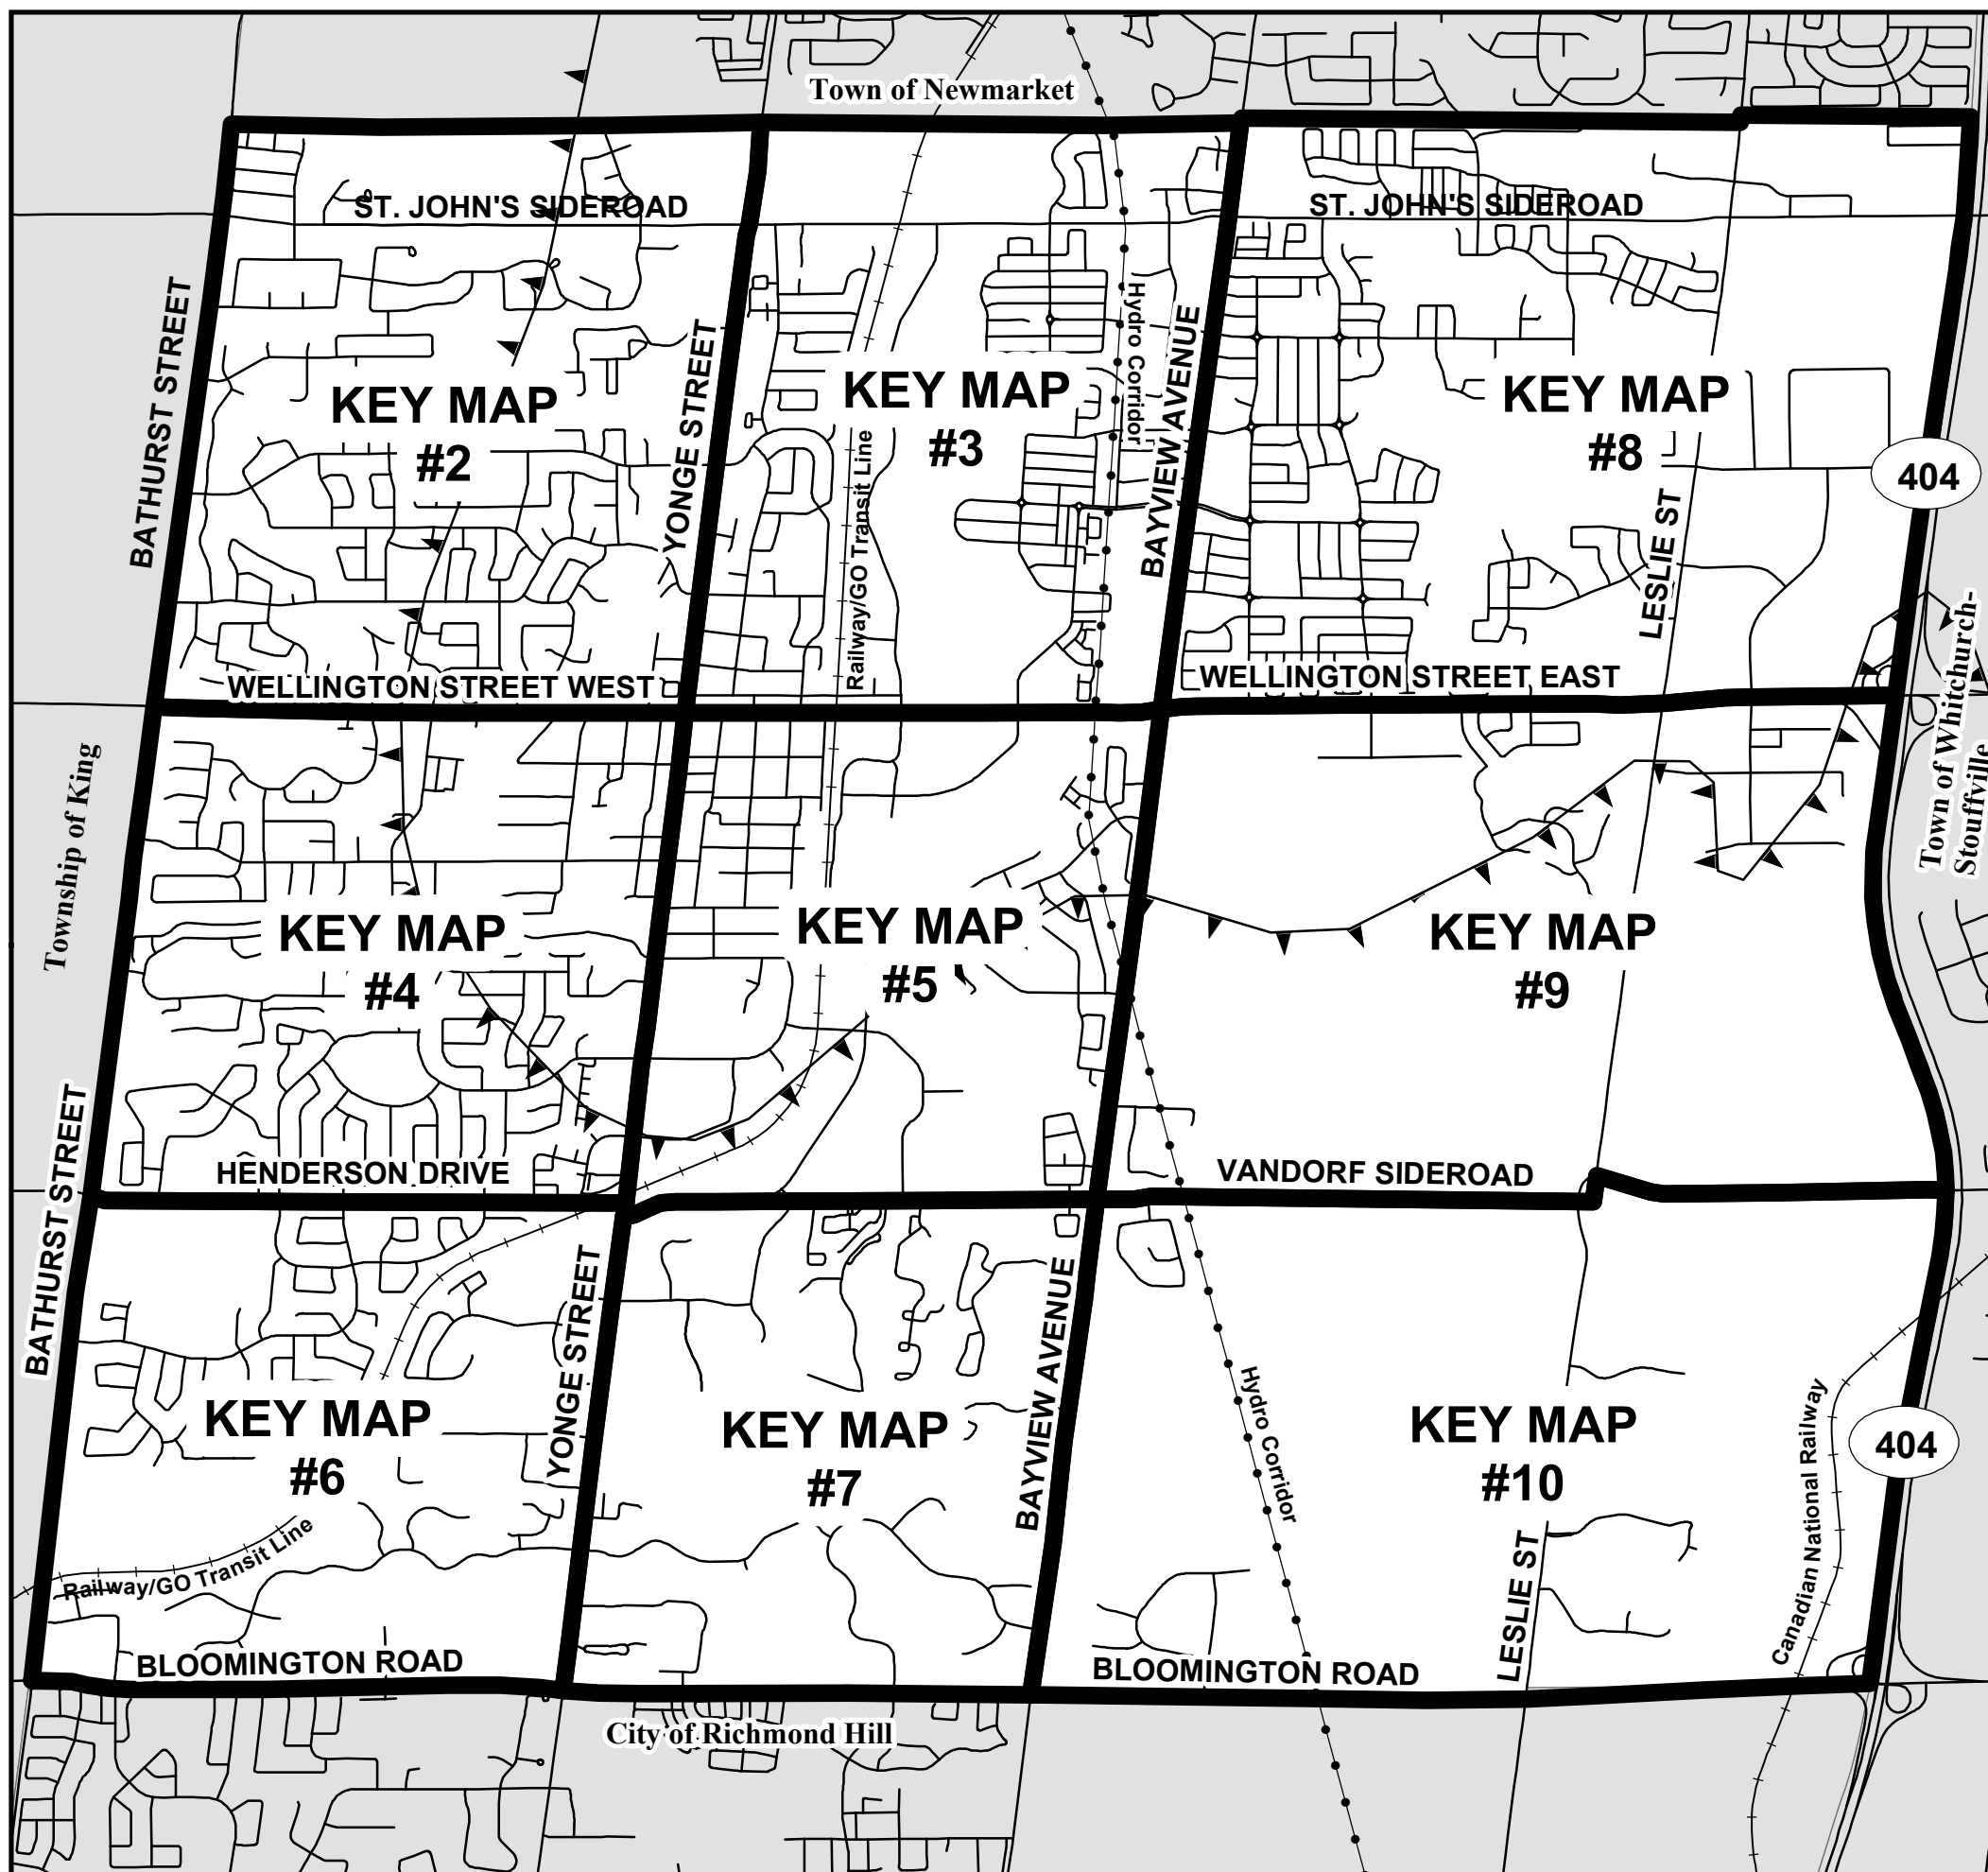 Town of Newmarket
ST. JOHN'S SIDEROAD
ST. JOHN'S SIDEROAD
BATHURST STREET
YONGE STREET
Hydro Corridor
BAYVIEW AVENUE
KEY MAP
#2
KEY MAP
#3
KEY MAP
#8
404
Railway/GO Transit Line
LESLIE ST
Town of Whitchurch-
Stouffville
WELLINGTON STREET WEST
WELLINGTON STREET EAST
Township of King
KEY MAP
#4
KEY MAP
#5
KEY MAP
#9
BATHURST STREET
HENDERSON DRIVE
VANDORF SIDEROAD
YONGE STREET
BAYVIEW AVENUE
Hydro Corridor
KEY MAP
#6
KEY MAP
#7
KEY MAP
#10
Canadian National Railway
404
Railway/GO Transit Line
LESLIE ST
BLOOMINGTON ROAD
BLOOMINGTON ROAD
City of Richmond Hill